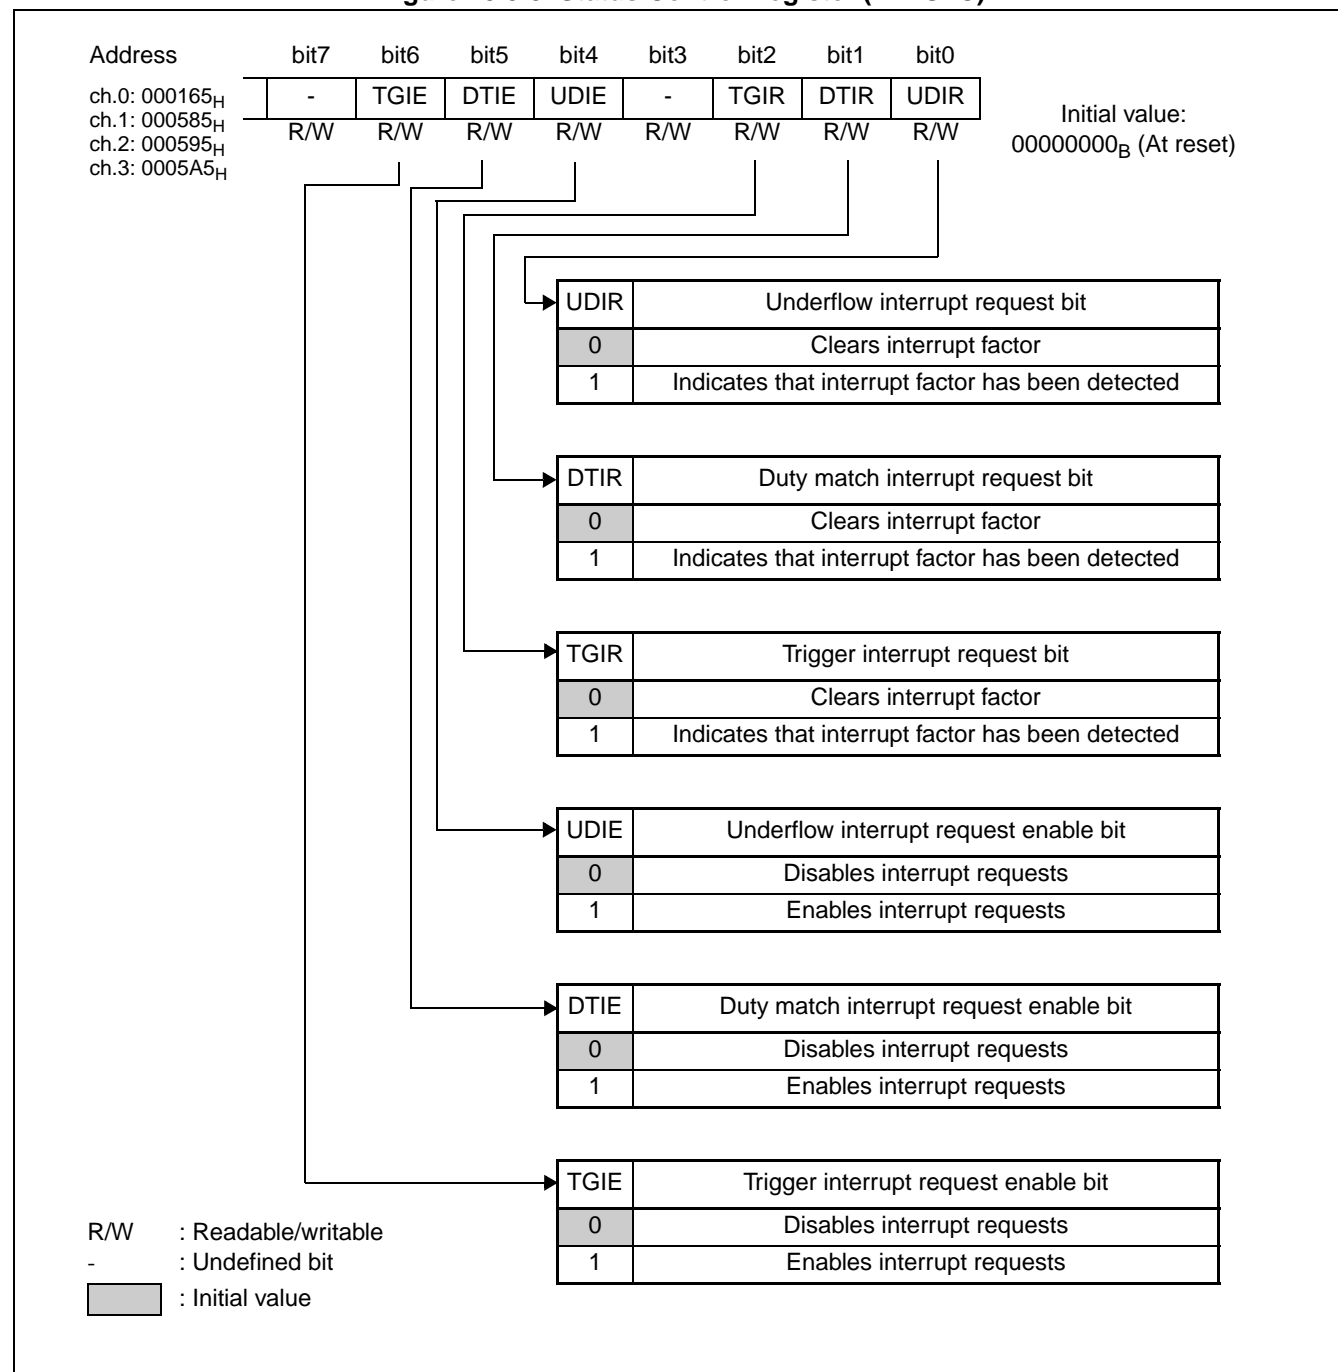 Address bit7 bit6 bit5 bit4 bit3 bit2 bit1 bit0
ch.0: 000165H - TGIE DTIE UDIE - TGIR DTIR UDIR
ch.1: 000585H R/W R/W R/W R/W R/W R/W R/W R/W
ch.2: 000595H
ch.3: 0005A5H
Initial value:
00000000B (At reset)
UDIR Underflow interrupt request bit
0 Clears interrupt factor
1 Indicates that interrupt factor has been detected
DTIR Duty match interrupt request bit
0 Clears interrupt factor
1 Indicates that interrupt factor has been detected
TGIR Trigger interrupt request bit
0 Clears interrupt factor
1 Indicates that interrupt factor has been detected
UDIE Underflow interrupt request enable bit
0 Disables interrupt requests
1 Enables interrupt requests
DTIE Duty match interrupt request enable bit
0 Disables interrupt requests
1 Enables interrupt requests
TGIE Trigger interrupt request enable bit
0 Disables interrupt requests
1 Enables interrupt requests
R/W : Readable/writable
- : Undefined bit
: Initial value